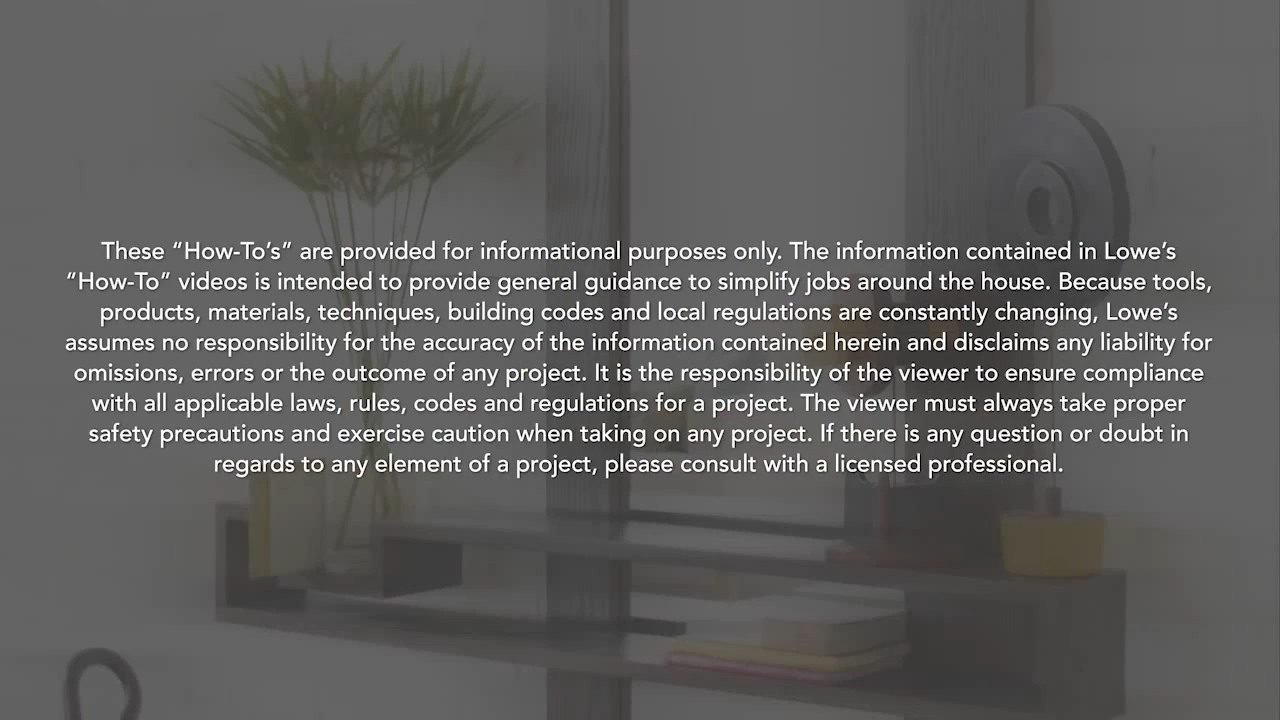 These “How-To’s” are provided for informational purposes only. The information contained in Lowe’s
”How-To” videos is intended to provide general guidance to simplify jobs around the house. Because tools,
products, materials, techniques, building codes and local regulations are constantly changing, Lowe’s
assumes no responsibility for the accuracy of the information contained herein and disclaims any liability for
omissions, errors or the outcome of any project. It is the responsibility of the viewer to ensure compliance
with all applicable laws, rules, codes and regulations for a project. The viewer must always take proper
safety precautions and exercise caution when taking on any project. If there is any question or doubt in
regards to any element of a project, please consult with a licensed professional.